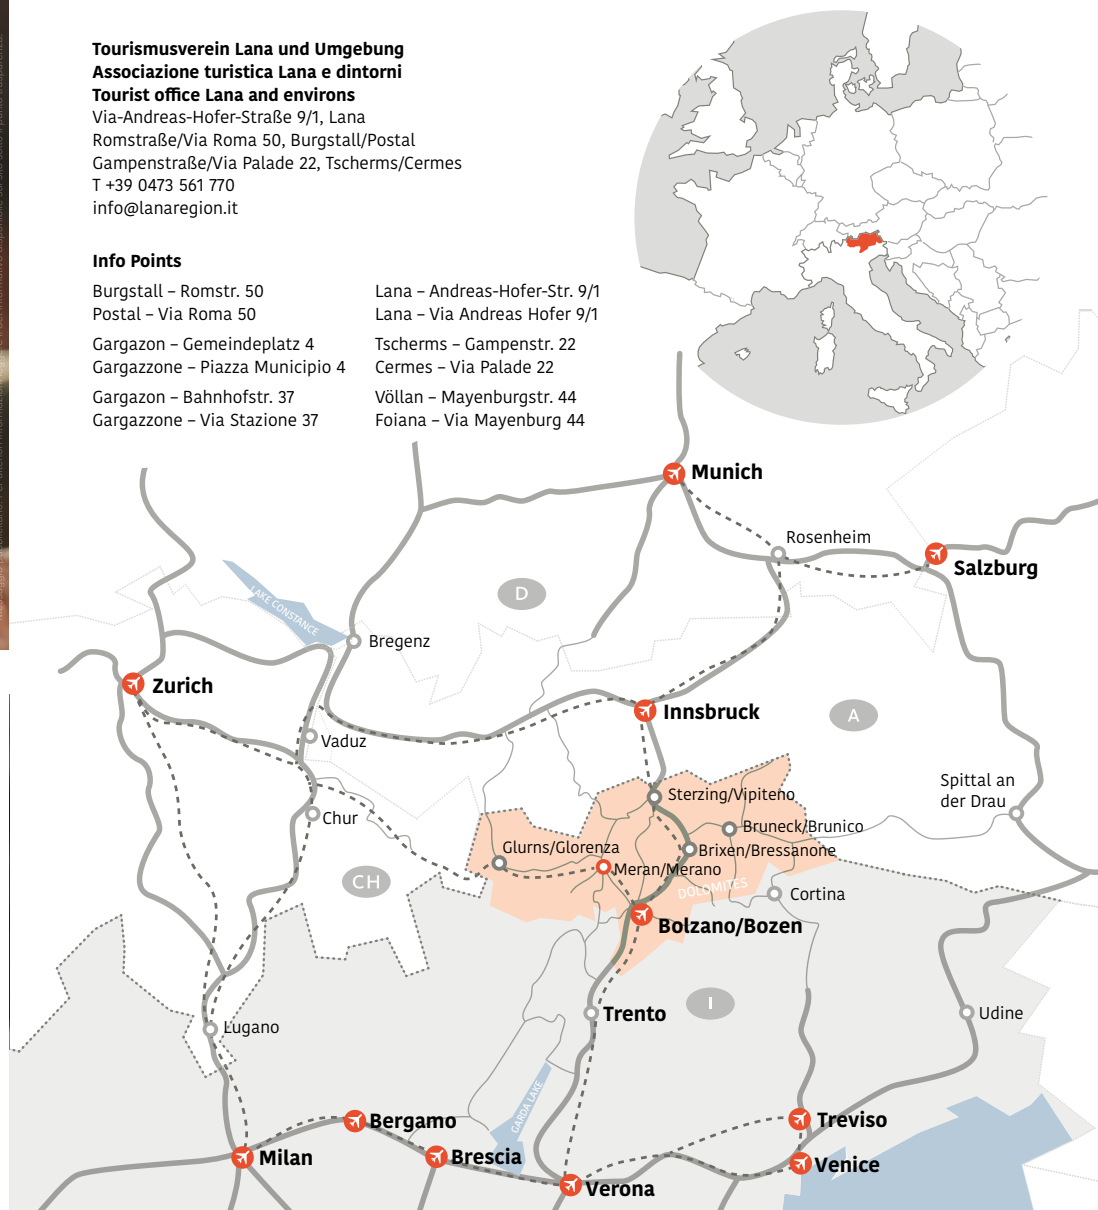 Tourismusverein Lana und Umgebung
Associazione turistica Lana e dintorni
Tourist office Lana and environs
Via-Andreas-Hofer-Straße 9/1, Lana
Romstraße/Via Roma 50, Burgstall/Postal
Gampenstraße/Via Palade 22, Tscherms/Cermes
T +39 0473 561 770
info@lanaregion.it
Info Points
Burgstall – Romstr. 50
Postal – Via Roma 50
Gargazon – Gemeindeplatz 4
Gargazzone – Piazza Municipio 4
Gargazon – Bahnhofstr. 37
Gargazzone – Via Stazione 37
Lana – Andreas-Hofer-Str. 9/1
Lana – Via Andreas Hofer 9/1
Tscherms – Gampenstr. 22
Cermes – Via Palade 22
Völlan – Mayenburgstr. 44
Foiana – Via Mayenburg 44
Munich
Rosenheim
Salzburg
D
LAKE CONSTANCE
Bregenz
Zurich
Innsbruck
A
Vaduz
Spittal an
der Drau
Sterzing/Vipiteno
Chur
Bruneck/Brunico
Glurns/Glorenza
Brixen/Bressanone
Meran/Merano
CH
DOLOMITES
Cortina
Bolzano/Bozen
Trento
I
Udine
Lugano
GARDA LAKE
Bergamo
Treviso
Milan
Brescia
Venice
Verona